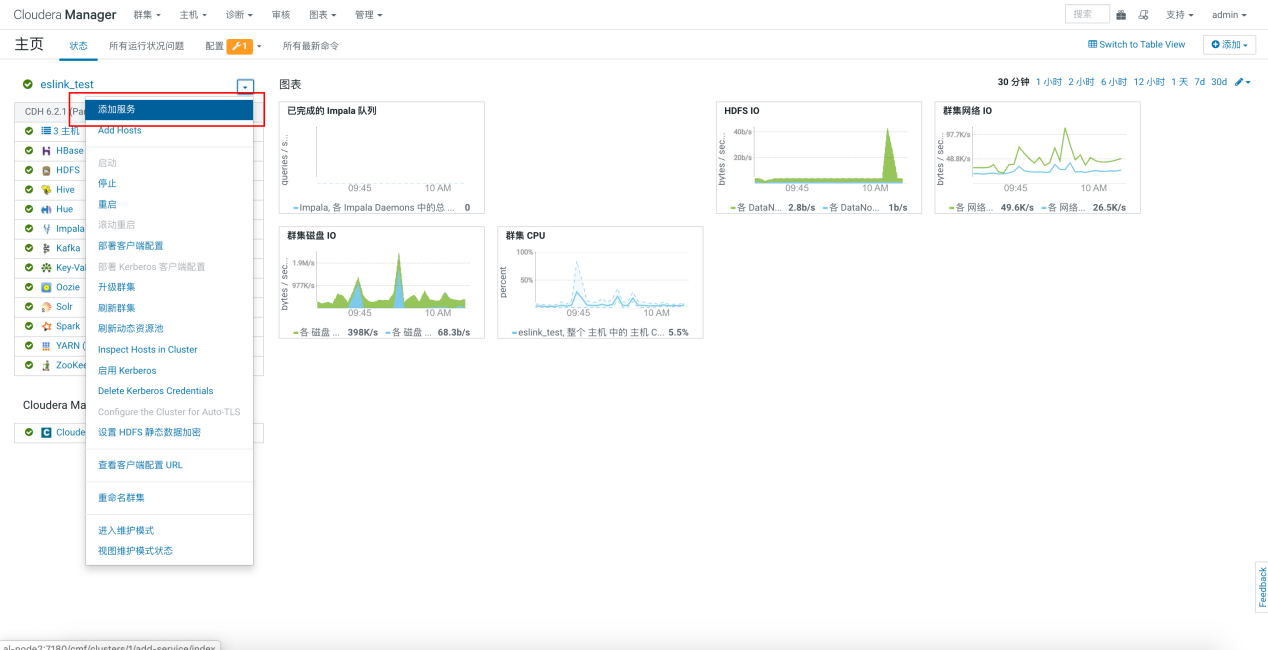 Cloudera Manager 群集 主机 诊断 审核 图表 管理 搜索 支持 admin
主页 状态 所有运行状况问题 配置 1 所有最新命令 Switch to Table View 添加
eslink_test
添加服务
Add Hosts
启动
停止
重启
滚动重启
部署客户端配置
部署 Kerberos 客户端配置
升级群集
刷新群集
刷新动态资源池
Inspect Hosts in Cluster
启用 Kerberos
Delete Kerberos Credentials
Configure the Cluster for Auto-TLS
设置 HDFS 静态数据加密
查看客户端配置 URL
重命名群集
进入维护模式
视图维护模式状态
CDH 6.2.1 (Pa
3 主机
HBase
HDFS
Hive
Hue
Impala
Kafka
Key-Val
Oozie
Solr
Spark
YARN (
ZooKee
Cloudera Ma
Cloude
图表
30 分钟 1 小时 2 小时 6 小时 12 小时 1 天 7d 30d
已完成的 Impala 队列
queries / s...
09:45 10 AM
Impala, 各 Impala Daemons 中的总 ... 0
HDFS IO
bytes / sec...
40b/s
20b/s
09:45 10 AM
各 DataN... 2.8b/s 各 DataNo... 1b/s
群集网络 IO
bytes / sec...
97.7K/s
48.8K/s
09:45 10 AM
各 网络... 49.6K/s 各 网络... 26.5K/s
群集磁盘 IO
bytes / sec...
1.9M/s
977K/s
09:45 10 AM
各 磁盘 ... 398K/s 各 磁盘 ... 68.3b/s
群集 CPU
percent
100%
50%
09:45 10 AM
eslink_test, 整个 主机 中的 主机 C... 5.5%
Feedback
al-node2:7180/cmf/clusters/1/add-service/index